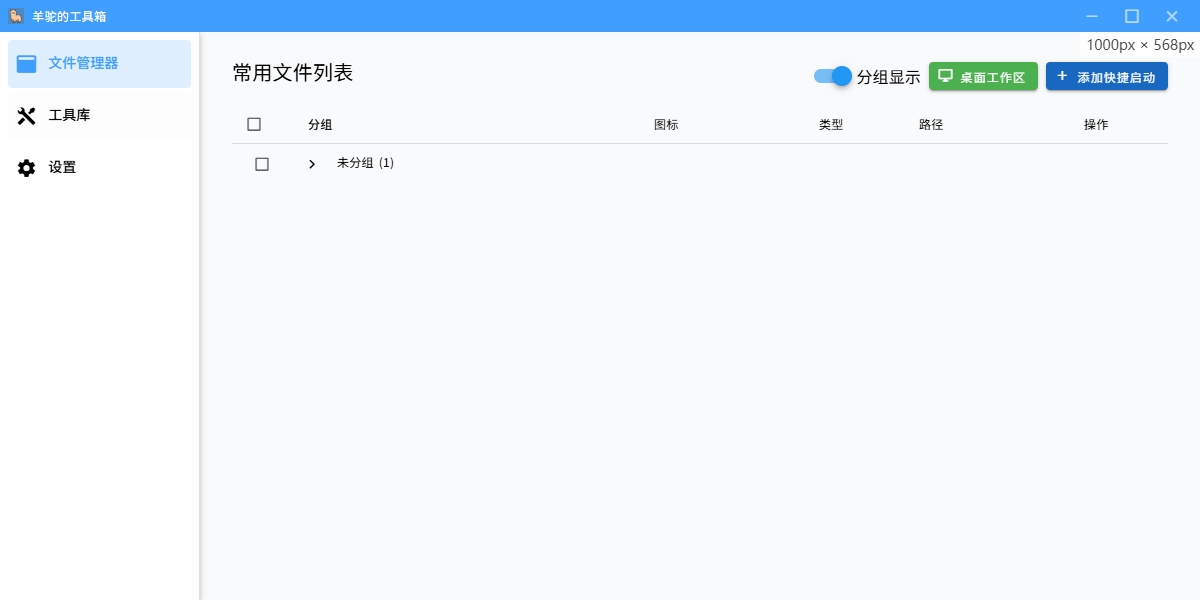 羊驼的工具箱
1000px × 568px
文件管理器
工具库
设置
常用文件列表
分组显示
桌面工作区
添加快捷启动
分组 图标 类型 路径 操作
未分组 (1)